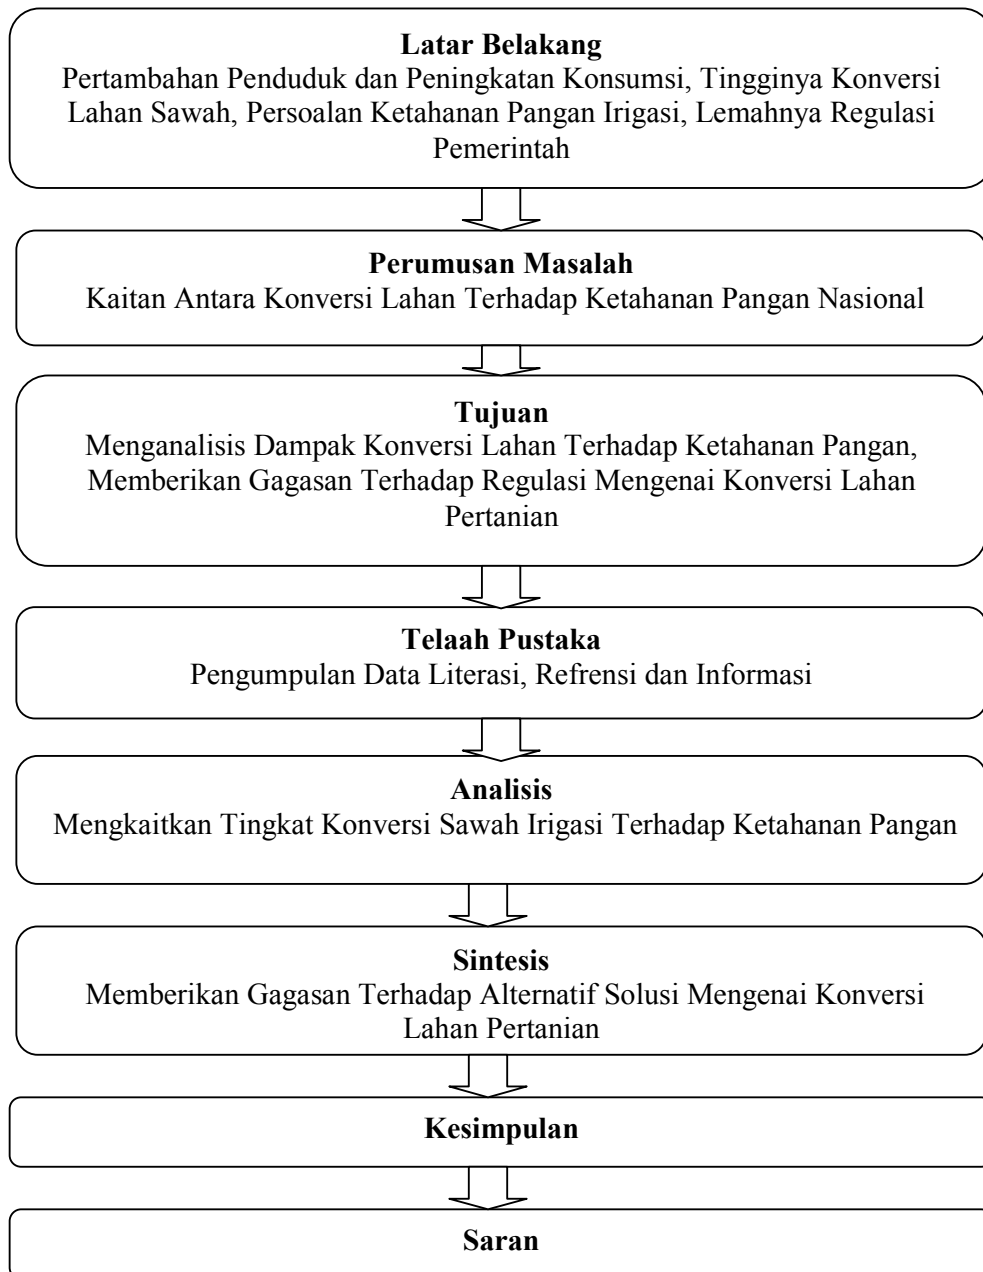 Latar Belakang
Pertambahan Penduduk dan Peningkatan Konsumsi, Tingginya Konversi
Lahan Sawah, Persoalan Ketahanan Pangan Irigasi, Lemahnya Regulasi
Pemerintah
Perumusan Masalah
Kaitan Antara Konversi Lahan Terhadap Ketahanan Pangan Nasional
Tujuan
Menganalisis Dampak Konversi Lahan Terhadap Ketahanan Pangan,
Memberikan Gagasan Terhadap Regulasi Mengenai Konversi Lahan
Pertanian
Telaah Pustaka
Pengumpulan Data Literasi, Refrensi dan Informasi
Analisis
Mengkaitkan Tingkat Konversi Sawah Irigasi Terhadap Ketahanan Pangan
Sintesis
Memberikan Gagasan Terhadap Alternatif Solusi Mengenai Konversi
Lahan Pertanian
Kesimpulan
Saran